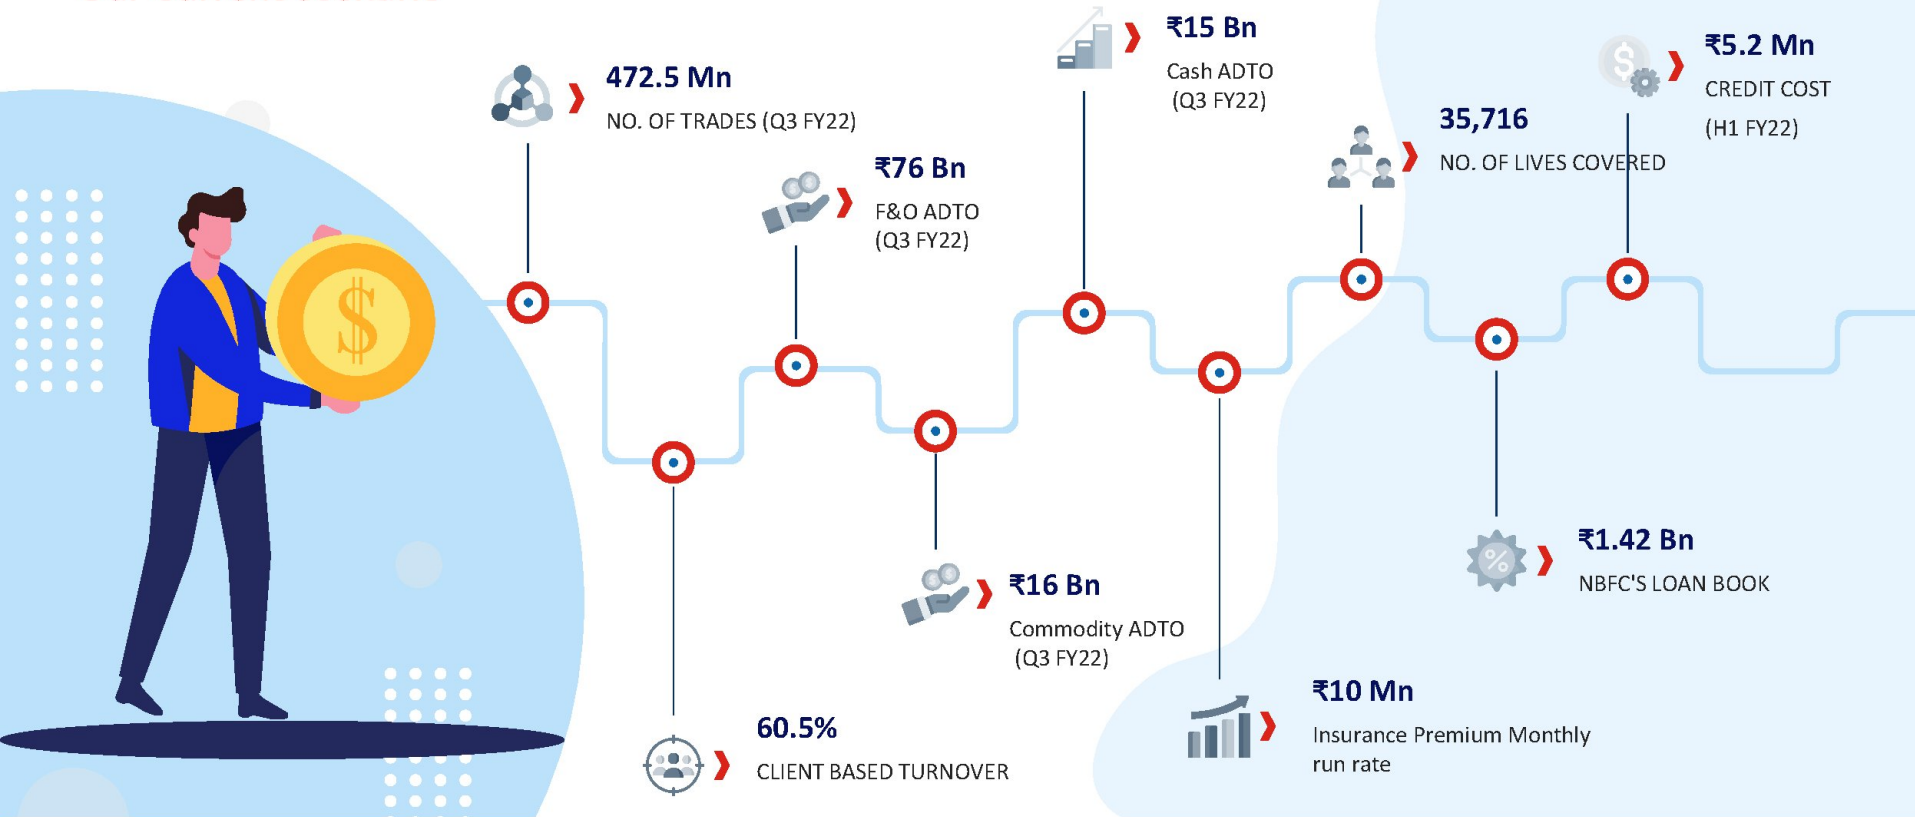 472.5 Mn
NO. OF TRADES (Q3 FY22)
60.5%
CLIENT BASED TURNOVER
₹76 Bn
F&O ADTO
(Q3 FY22)
₹16 Bn
Commodity ADTO
(Q3 FY22)
₹15 Bn
Cash ADTO
(Q3 FY22)
₹10 Mn
Insurance Premium Monthly
run rate
35,716
NO. OF LIVES COVERED
₹1.42 Bn
NBFC'S LOAN BOOK
₹5.2 Mn
CREDIT COST
(H1 FY22)